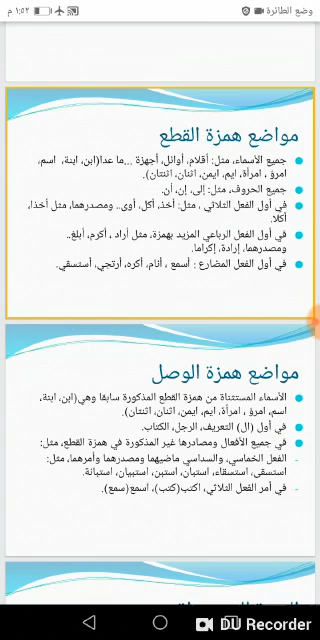 وضع الطائرة
١:٥٢ م
مواضع همزة القطع
جميع الأسماء، مثل: أقلام، أوائل، أجهزة ...ما عدا(ابن، ابنة، اسم،
امرؤ ، امرأة، ايم، ايمن، اثنان، اثنتان).
جميع الحروف، مثل: إلى، إن، أن.
في أول الفعل الثلاثي ، مثل: أخذ، أكل، أوى.. ومصدرهما، مثل أخذا،
أكلا.
في أول الفعل الرباعي المزيد بهمزة، مثل أراد ، أكرم، أبلغ..
ومصدرهما، إرادة، إكراما.
في أول الفعل المضارع : أسمع ، أنام، أكره، أرتجي، أستسقي.
مواضع همزة الوصل
الأسماء المستثناة من همزة القطع المذكورة سابقا وهي(ابن، ابنة،
اسم، امرؤ ، امرأة، ايم، ايمن، اثنان، اثنتان).
في أول (ال) التعريف، الرجل، الكتاب.
في جميع الأفعال ومصادرها غير المذكورة في همزة القطع، مثل:
- الفعل الخماسي، والسداسي ماضيهما ومصدرهما وأمرهما، مثل:
استسقى، استسقاء، استبان، استبن، استبيان، استبانة.
- في أمر الفعل الثلاثي، اكتب(كتب)، اسمع(سمع).
DU Recorder